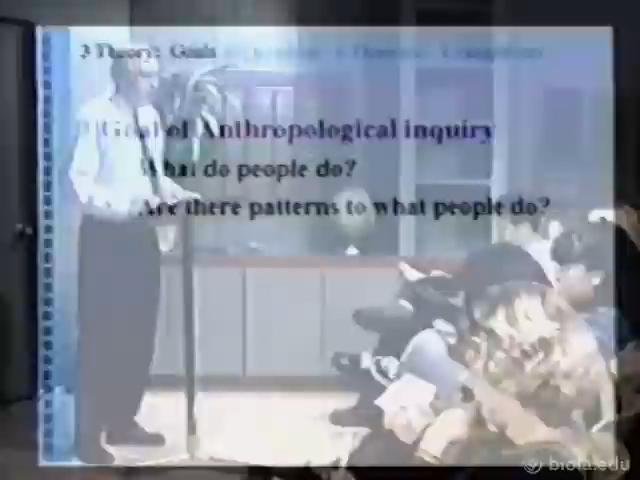 3 Theory: Goals
Goal of Anthropological inquiry
What do people do?
Are there patterns to what people do?
biola.edu